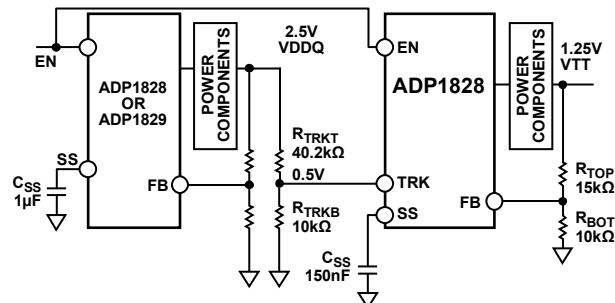 EN
ADP1828
OR
ADP1829
SS
CSS
1µF
FB
POWER
COMPONENTS
2.5V
VDDQ
RTRKT
40.2kΩ
0.5V
RTRKB
10kΩ
EN
ADP1828
TRK
SS
FB
CSS
150nF
POWER
COMPONENTS
1.25V
VTT
RTOP
15kΩ
RBOT
10kΩ